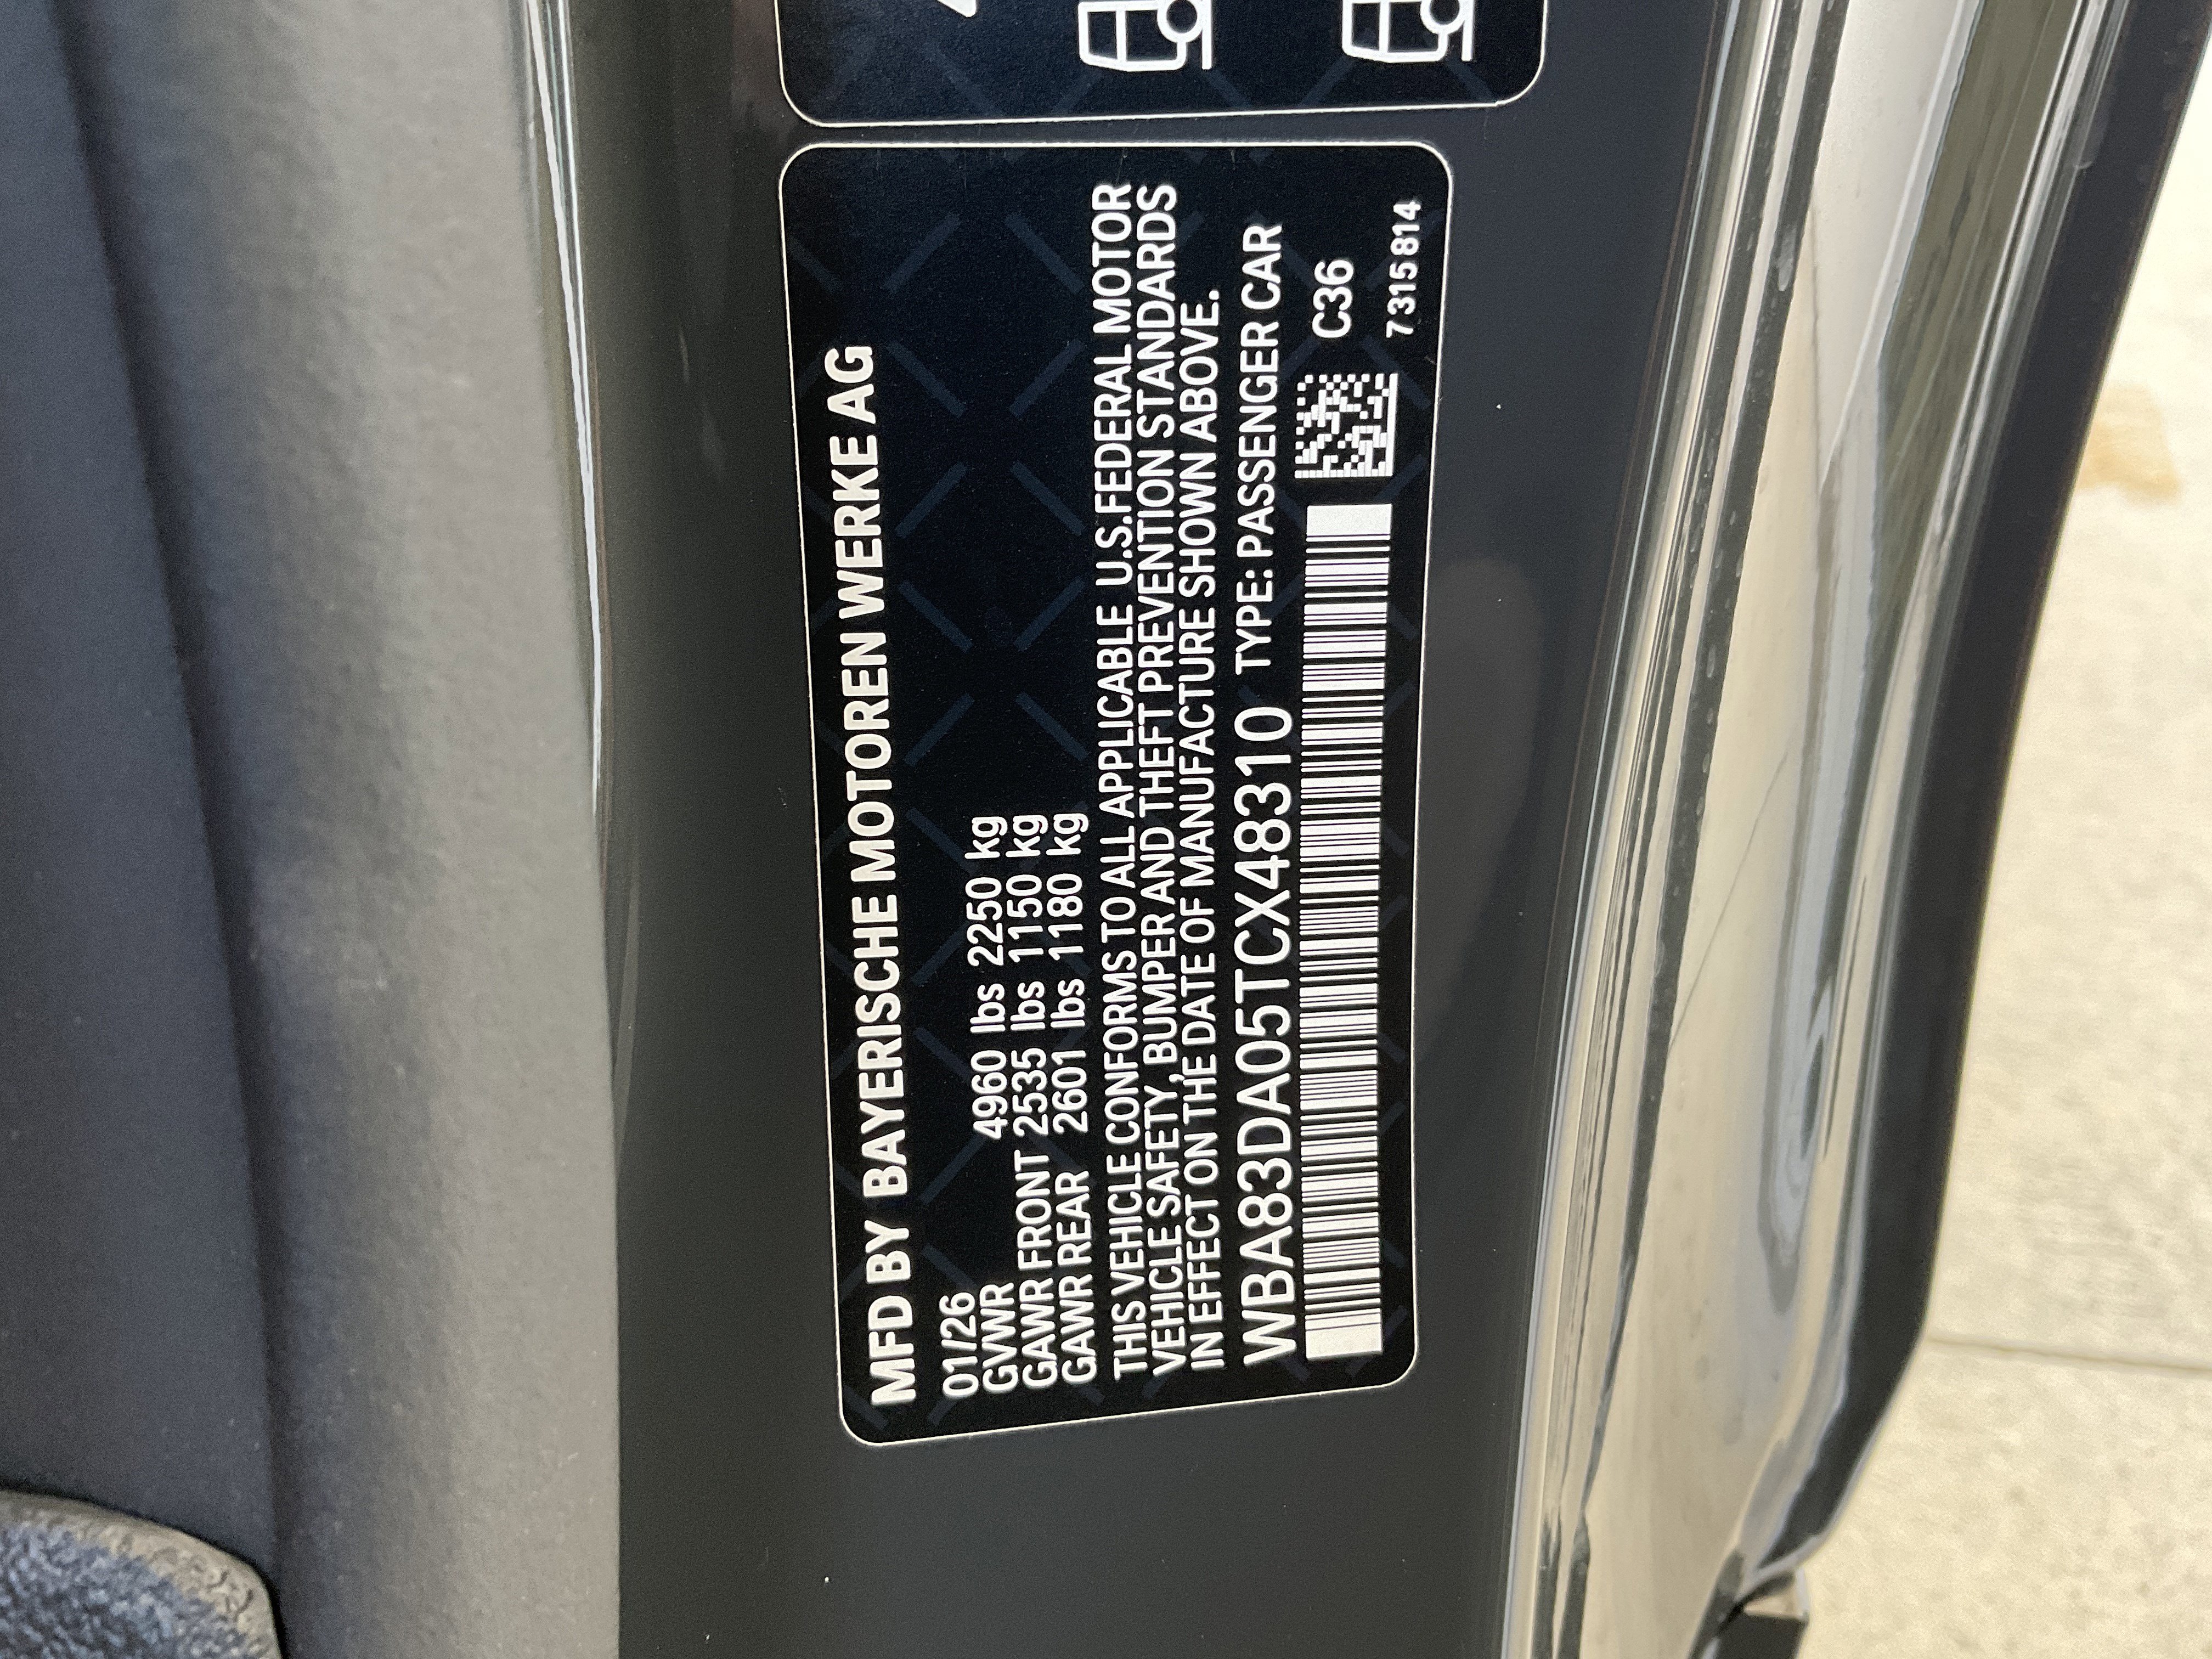 MFD BY BAYERISCHE MOTOREN WERKE AG
01/26
GVWR 4960 lbs 2250 kg
GAWR FRONT 2535 lbs 1150 kg
GAWR REAR 2601 lbs 1180 kg
THIS VEHICLE CONFORMS TO ALL APPLICABLE U.S.FEDERAL MOTOR
VEHICLE SAFETY, BUMPER AND THEFT PREVENTION STANDARDS
IN EFFECT ON THE DATE OF MANUFACTURE SHOWN ABOVE.
WBA83DA05TCX48310 TYPE: PASSENGER CAR
C36
7315814